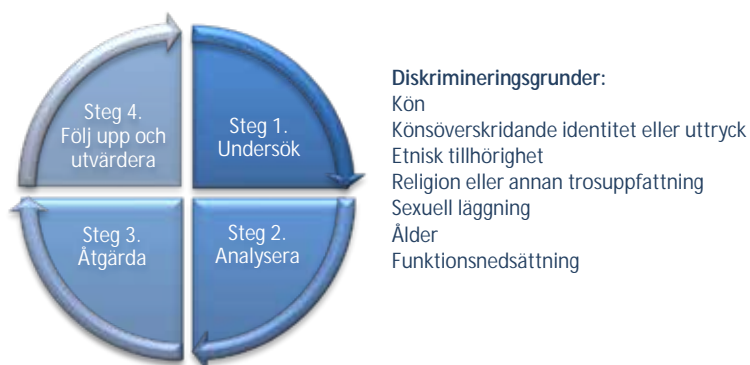 Steg 4.
Följ upp och
utvärdera
Steg 1.
Undersök
Steg 3.
Åtgärda
Steg 2.
Analysera
Diskrimineringsgrunder:
Kön
Könsöverskridande identitet eller uttryck
Etnisk tillhörighet
Religion eller annan trosuppfattning
Sexuell läggning
Ålder
Funktionsnedsättning